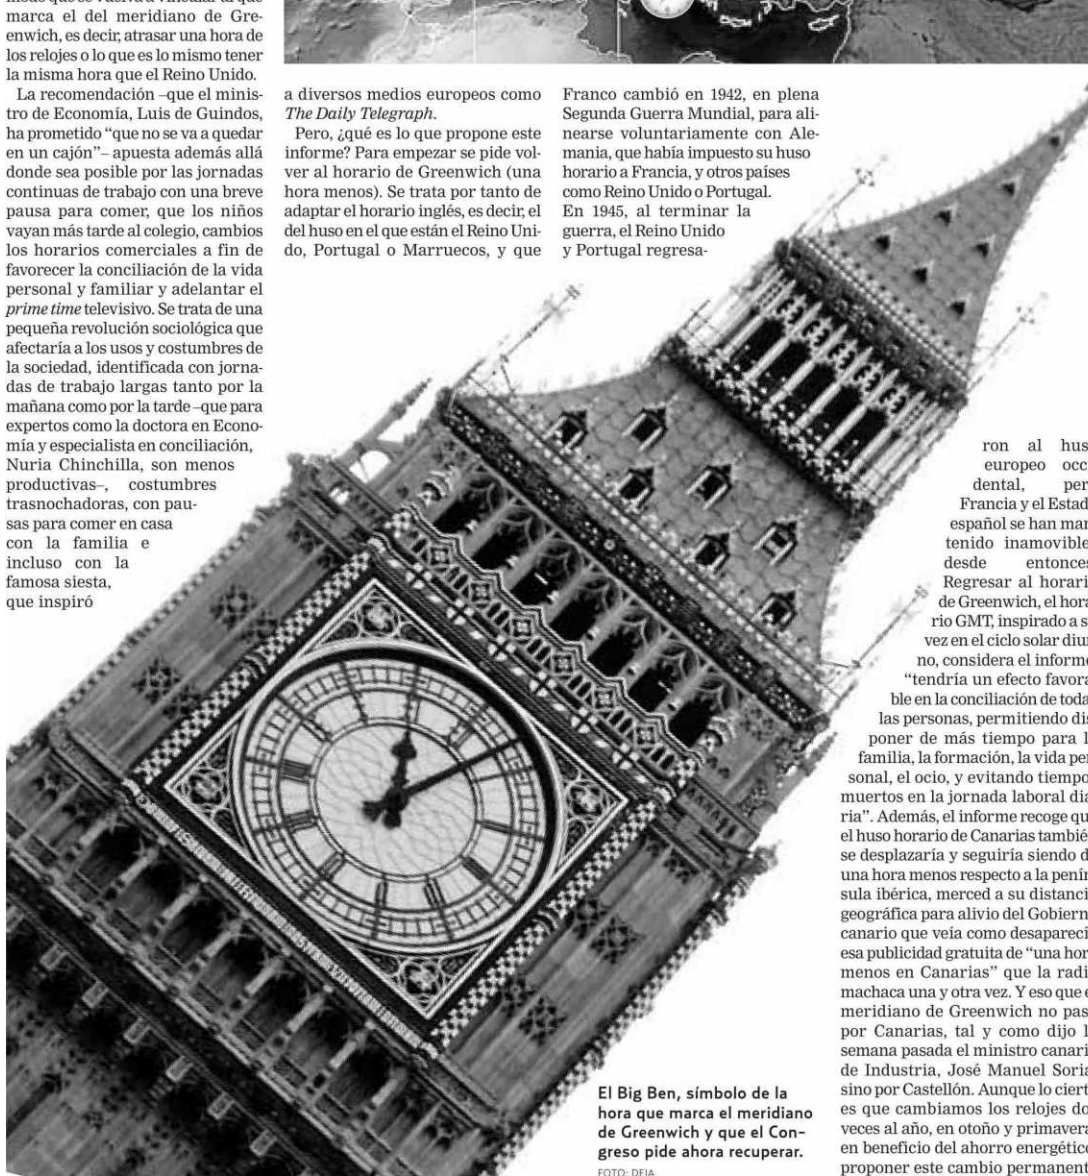 marca el del meridiano de Gre-
enwich, es decir, atrasar una hora de
los relojes o lo que es lo mismo tener
la misma hora que el Reino Unido.
La recomendación –que el minis-
tro de Economía, Luis de Guindos,
ha prometido “que no se va a quedar
en un cajón”– apuesta además allá
donde sea posible por las jornadas
continuas de trabajo con una breve
pausa para comer, que los niños
vayan más tarde al colegio, cambios
los horarios comerciales a fin de
favorecer la conciliación de la vida
personal y familiar y adelantar el
prime time televisivo. Se trata de una
pequeña revolución sociológica que
afectaría a los usos y costumbres de
la sociedad, identificada con jorna-
das de trabajo largas tanto por la
mañana como por la tarde –que para
expertos como la doctora en Econo-
mía y especialista en conciliación,
Nuria Chinchilla, son menos
productivas–, costumbres
trasnochadoras, con pau-
sas para comer en casa
con la familia e
incluso con la
famosa siesta,
que inspiró
a diversos medios europeos como
The Daily Telegraph.
Pero, ¿qué es lo que propone este
informe? Para empezar se pide vol-
ver al horario de Greenwich (una
hora menos). Se trata por tanto de
adaptar el horario inglés, es decir, el
del huso en el que están el Reino Uni-
do, Portugal o Marruecos, y que
Franco cambió en 1942, en plena
Segunda Guerra Mundial, para ali-
nearse voluntariamente con Ale-
mania, que había impuesto su huso
horario a Francia, y otros países
como Reino Unido o Portugal.
En 1945, al terminar la
guerra, el Reino Unido
y Portugal regresa-
ron al hus
europeo occ
dental, per
Francia y el Estad
español se han man
tenido inamovible
desde entonces
Regresar al horari
de Greenwich, el hora
rio GMT, inspirado a s
vez en el ciclo solar diur
no, considera el informe
“tendría un efecto favora
ble en la conciliación de toda
las personas, permitiendo dis
poner de más tiempo para l
familia, la formación, la vida per
sonal, el ocio, y evitando tiempo
muertos en la jornada laboral dia
ria”. Además, el informe recoge qu
el huso horario de Canarias tambié
se desplazaría y seguiría siendo d
una hora menos respecto a la penín
sula ibérica, merced a su distanci
geográfica para alivio del Gobiern
canario que veía como desaparecí
esa publicidad gratuita de “una hor
menos en Canarias” que la radi
machaca una y otra vez. Y eso que e
meridiano de Greenwich no pas
por Canarias, tal y como dijo l
semana pasada el ministro canari
de Industria, José Manuel Soria
sino por Castellón. Aunque lo ciert
es que cambiamos los relojes do
veces al año, en otoño y primavera
en beneficio del ahorro energético
proponer este cambio permanent
El Big Ben, símbolo de la
hora que marca el meridiano
de Greenwich y que el Con-
greso pide ahora recuperar.
FOTO: DEIA